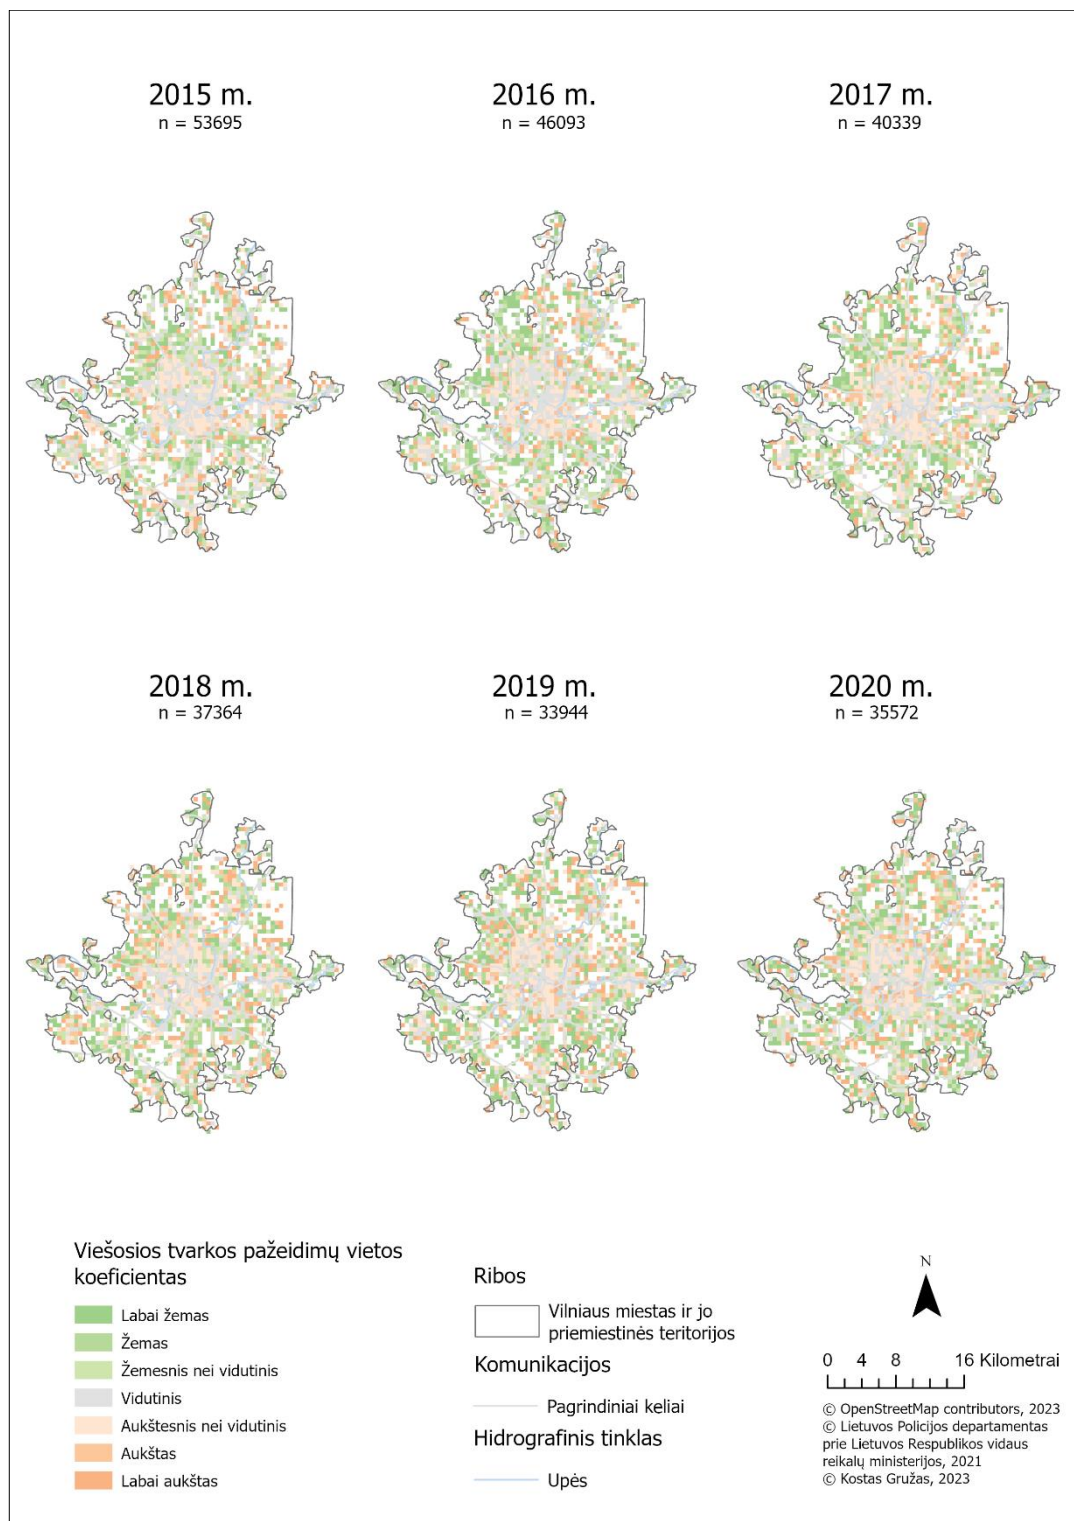 2015 m.
n = 53695
2016 m.
n = 46093
2017 m.
n = 40339
2018 m.
n = 37364
2019 m.
n = 33944
2020 m.
n = 35572
Viešosios tvarkos pažeidimų vietos
koeficientas
Labai žemas
Žemas
Žemesnis nei vidutinis
Vidutinis
Aukštesnis nei vidutinis
Aukštas
Labai aukštas
Ribos
Vilniaus miestas ir jo
priemiestinės teritorijos
Komunikacijos
Pagrindiniai keliai
Hidrografinis tinklas
Upės
N
0 4 8 16 Kilometrai
© OpenStreetMap contributors, 2023
© Lietuvos Policijos departamentas
prie Lietuvos Respublikos vidaus
reikalų ministerijos, 2021
© Kostas Gružas, 2023